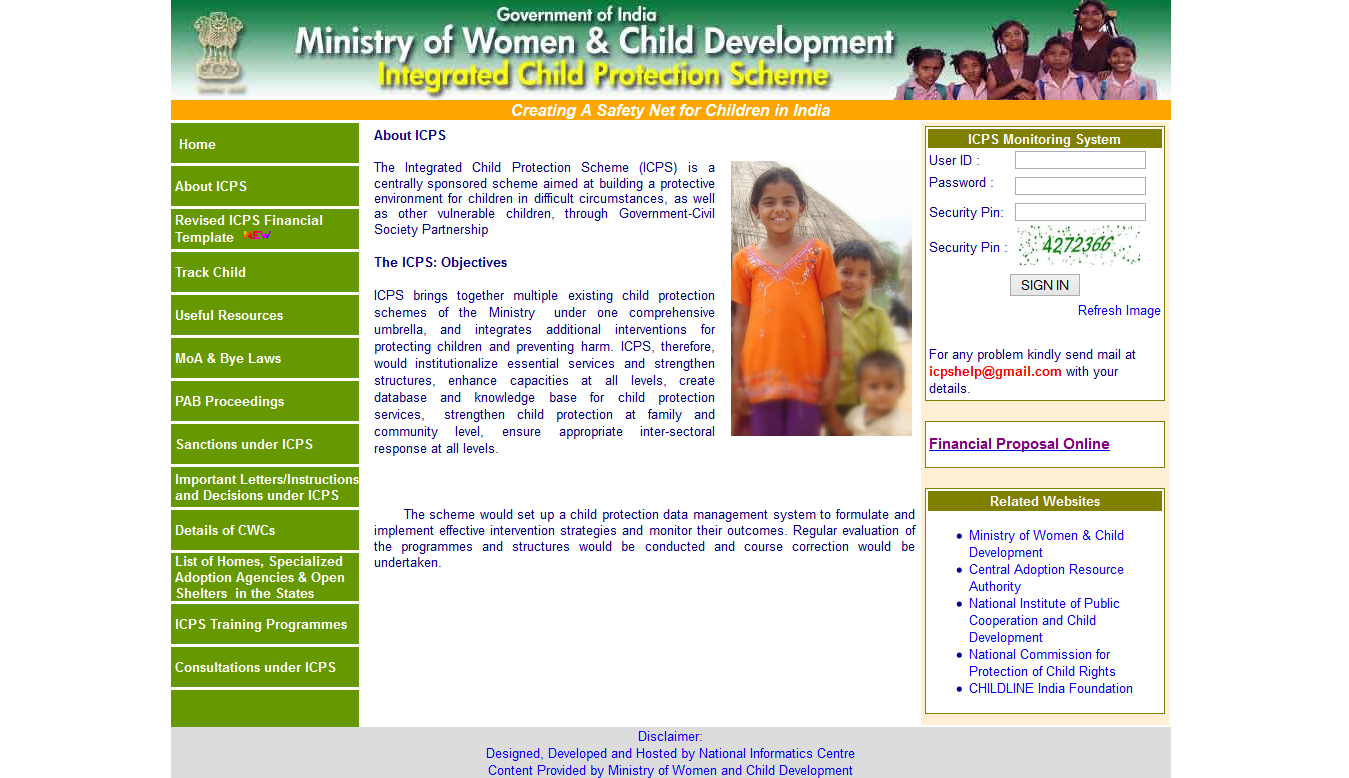 Government of India
Ministry of Women & Child Development
Integrated Child Protection Scheme
Creating A Safety Net for Children in India
Home
About ICPS
Revised ICPS Financial
Template NEW
Track Child
Useful Resources
MoA & Bye Laws
PAB Proceedings
Sanctions under ICPS
Important Letters/Instructions
and Decisions under ICPS
Details of CWCs
List of Homes, Specialized
Adoption Agencies & Open
Shelters in the States
ICPS Training Programmes
Consultations under ICPS
About ICPS
The Integrated Child Protection Scheme (ICPS) is a
centrally sponsored scheme aimed at building a protective
environment for children in difficult circumstances, as well
as other vulnerable children, through Government-Civil
Society Partnership
The ICPS: Objectives
ICPS brings together multiple existing child protection
schemes of the Ministry under one comprehensive
umbrella, and integrates additional interventions for
protecting children and preventing harm. ICPS, therefore,
would institutionalize essential services and strengthen
structures, enhance capacities at all levels, create
database and knowledge base for child protection
services, strengthen child protection at family and
community level, ensure appropriate inter-sectoral
response at all levels.
The scheme would set up a child protection data management system to formulate and
implement effective intervention strategies and monitor their outcomes. Regular evaluation of
the programmes and structures would be conducted and course correction would be
undertaken.
ICPS Monitoring System
User ID :
Password :
Security Pin:
Security Pin : 4272366
SIGN IN
Refresh Image
For any problem kindly send mail at
icpshelp@gmail.com with your
details.
Financial Proposal Online
Related Websites
Ministry of Women & Child
Development
Central Adoption Resource
Authority
National Institute of Public
Cooperation and Child
Development
National Commission for
Protection of Child Rights
CHILDLINE India Foundation
Disclaimer:
Designed, Developed and Hosted by National Informatics Centre
Content Provided by Ministry of Women and Child Development